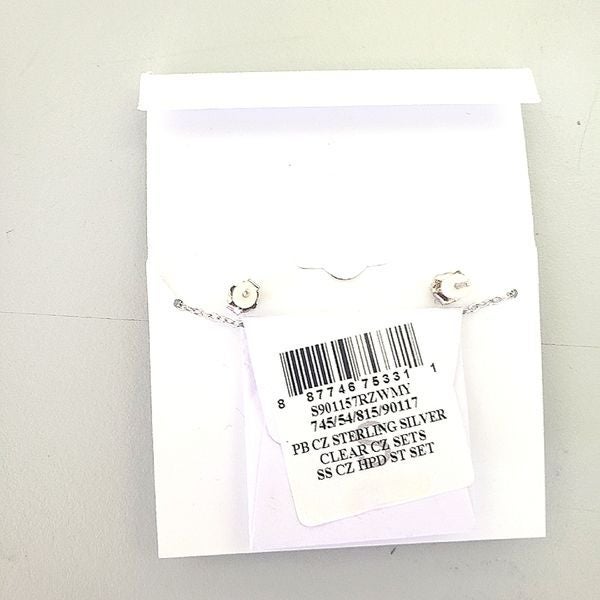 8 87746 75331 1
S901157RZWMY
745/54/815/90117
PB CZ STERLING SILVER
CLEAR CZ SETS
SS CZ HPD ST SET